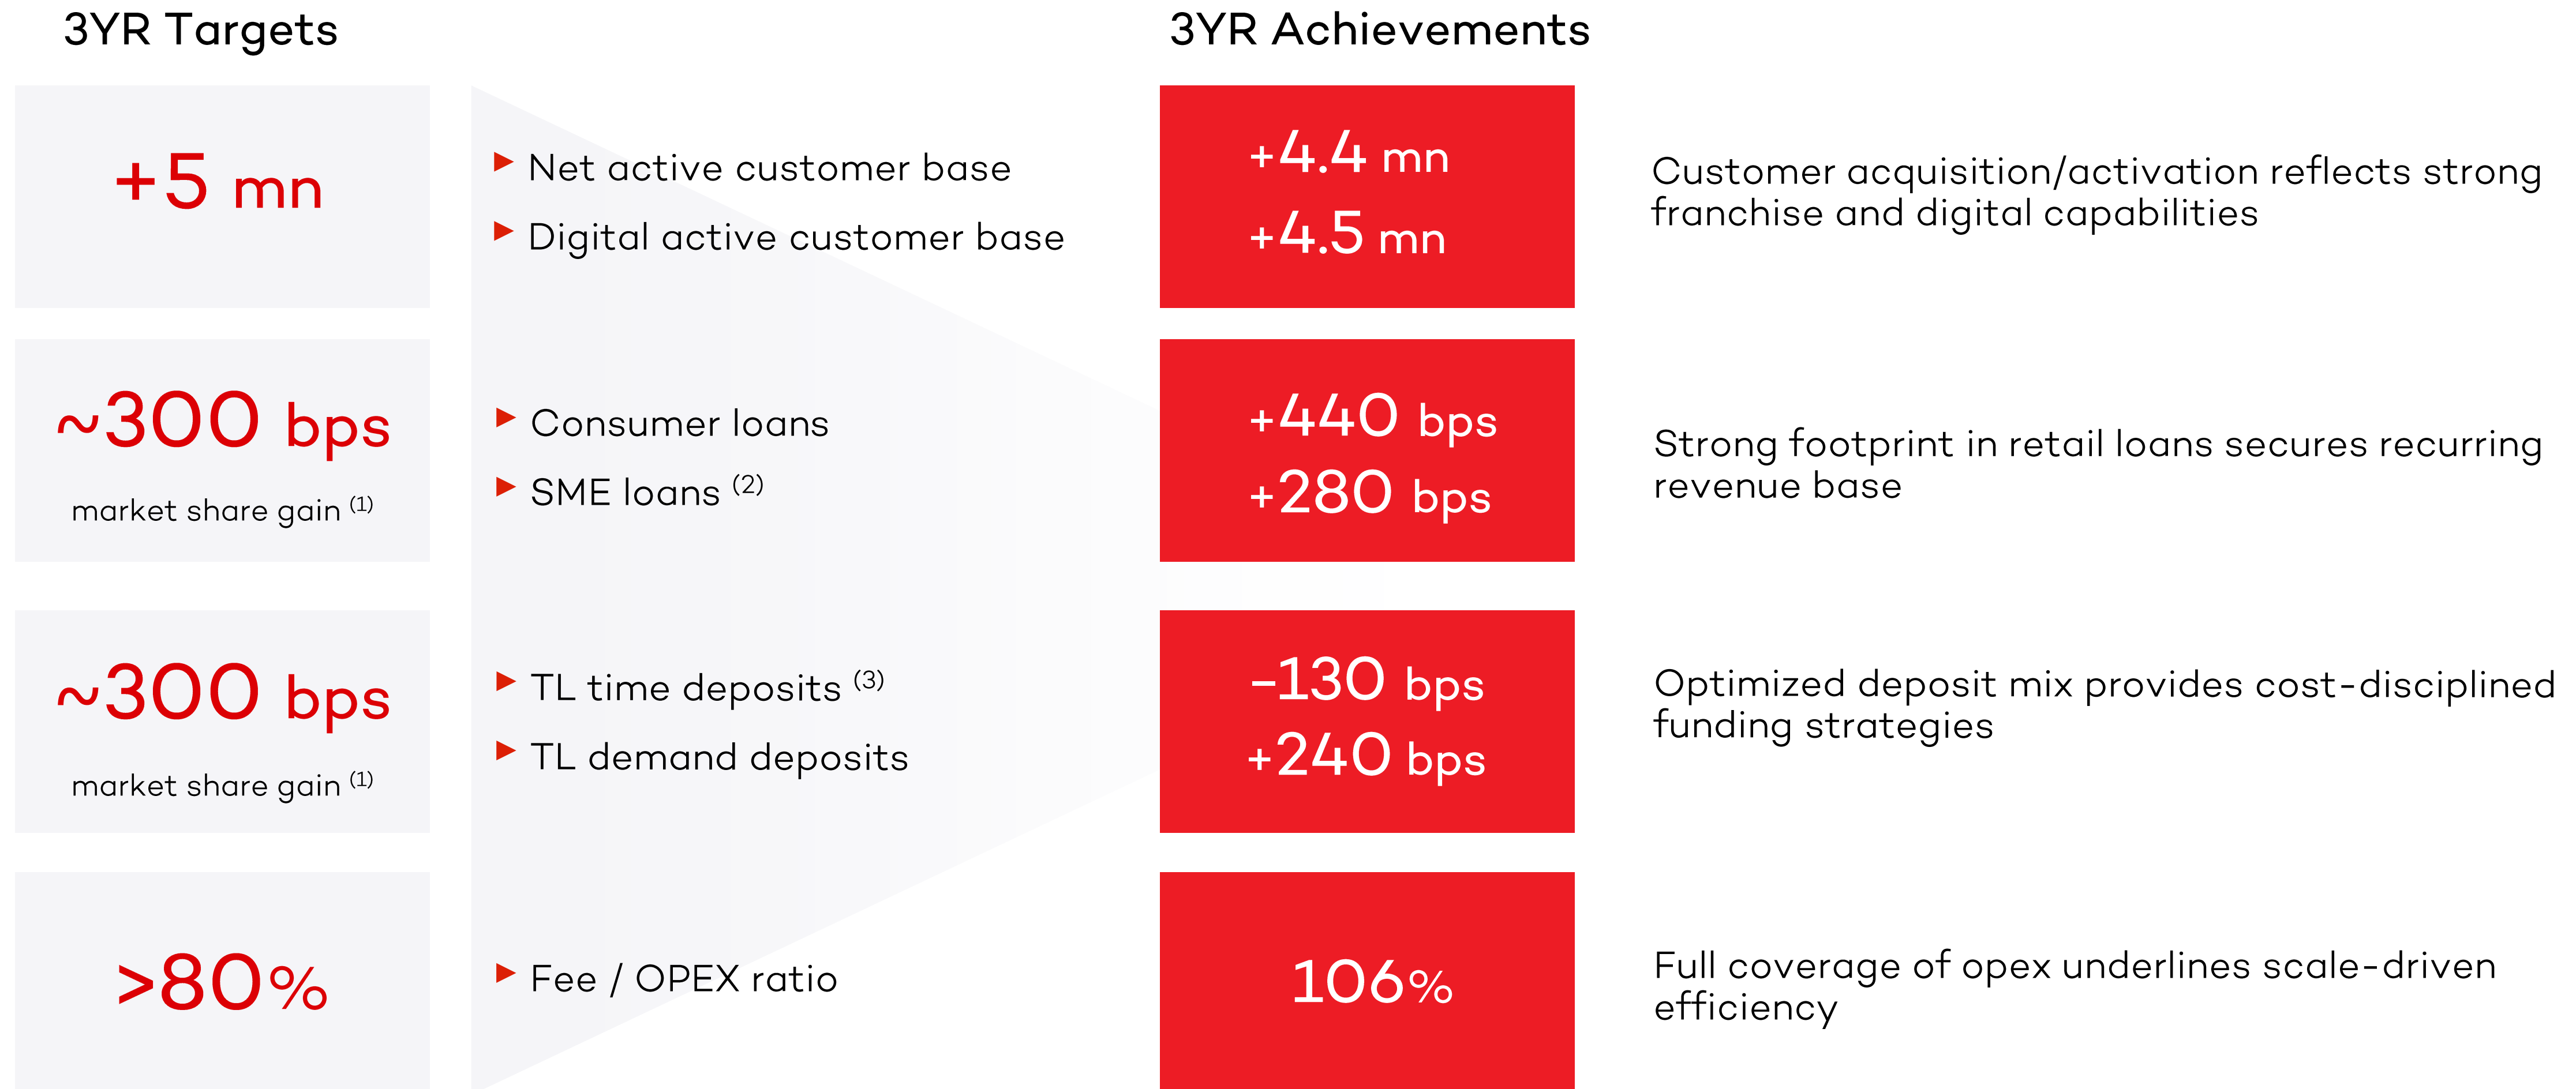 3YR Targets
3YR Achievements
+5 mn
▶ Net active customer base
▶ Digital active customer base
+4.4 mn
+4.5 mn
Customer acquisition/activation reflects strong
franchise and digital capabilities
~300 bps
market share gain (1)
▶ Consumer loans
▶ SME loans (2)
+440 bps
+280 bps
Strong footprint in retail loans secures recurring
revenue base
~300 bps
market share gain (1)
▶ TL time deposits (3)
▶ TL demand deposits
-130 bps
+240 bps
Optimized deposit mix provides cost-disciplined
funding strategies
>80%
▶ Fee / OPEX ratio
106%
Full coverage of opex underlines scale-driven
efficiency